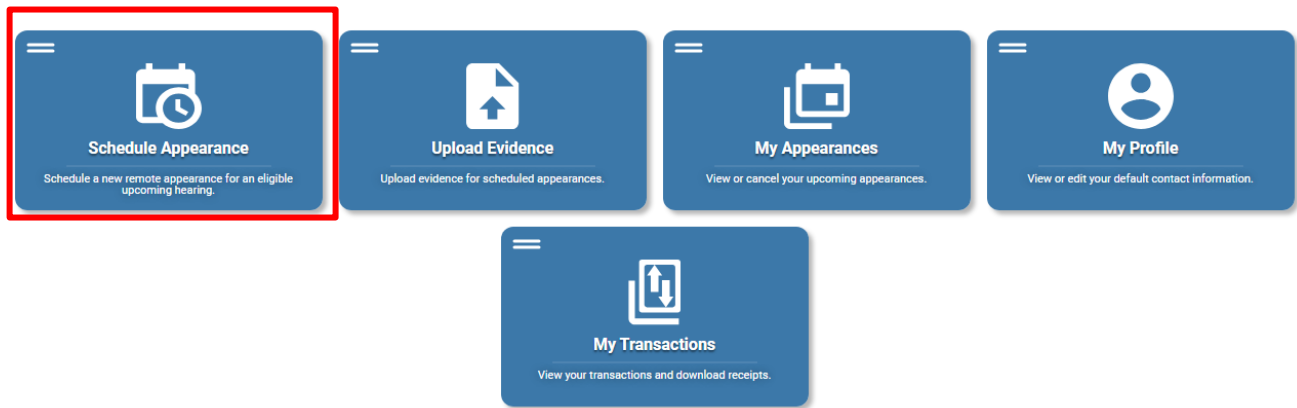 Schedule Appearance
Schedule a new remote appearance for an eligible
upcoming hearing.
Upload Evidence
Upload evidence for scheduled appearances.
My Appearances
View or cancel your upcoming appearances.
My Profile
View or edit your default contact information.
My Transactions
View your transactions and download receipts.